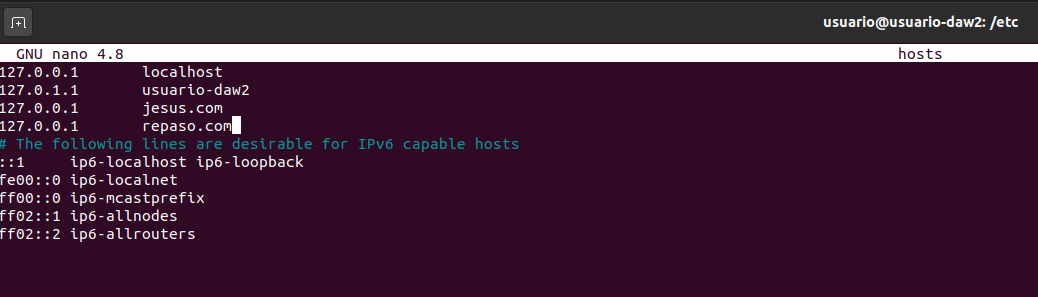 usuario@usuario-daw2: /etc
GNU nano 4.8 hosts
127.0.0.1 localhost
127.0.1.1 usuario-daw2
127.0.0.1 jesus.com
127.0.0.1 repaso.com
# The following lines are desirable for IPv6 capable hosts
::1 ip6-localhost ip6-loopback
fe00::0 ip6-localnet
ff00::0 ip6-mcastprefix
ff02::1 ip6-allnodes
ff02::2 ip6-allrouters